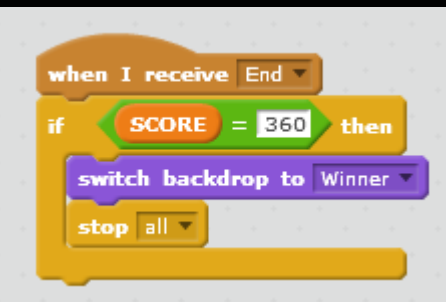 when I receive End
if SCORE = 360 then
switch backdrop to Winner
stop all